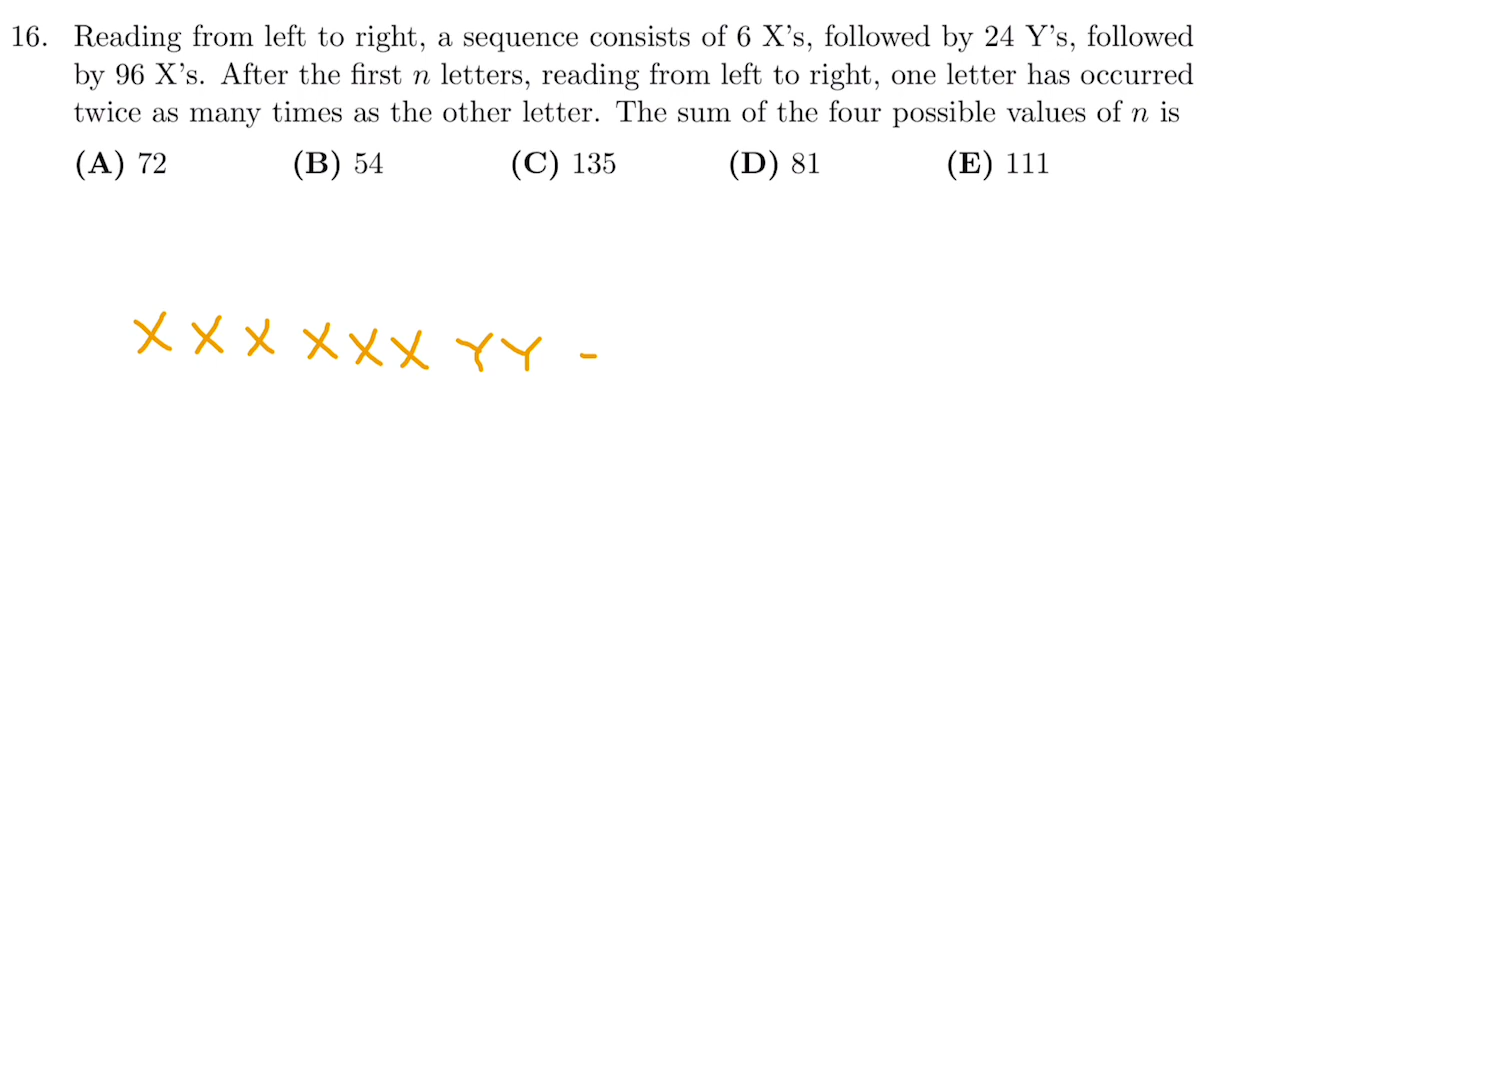 16. Reading from left to right, a sequence consists of 6 X's, followed by 24 Y's, followed
by 96 X's. After the first n letters, reading from left to right, one letter has occurred
twice as many times as the other letter. The sum of the four possible values of n is
(A) 72 (B) 54 (C) 135 (D) 81 (E) 111
X X X X X X Y Y -